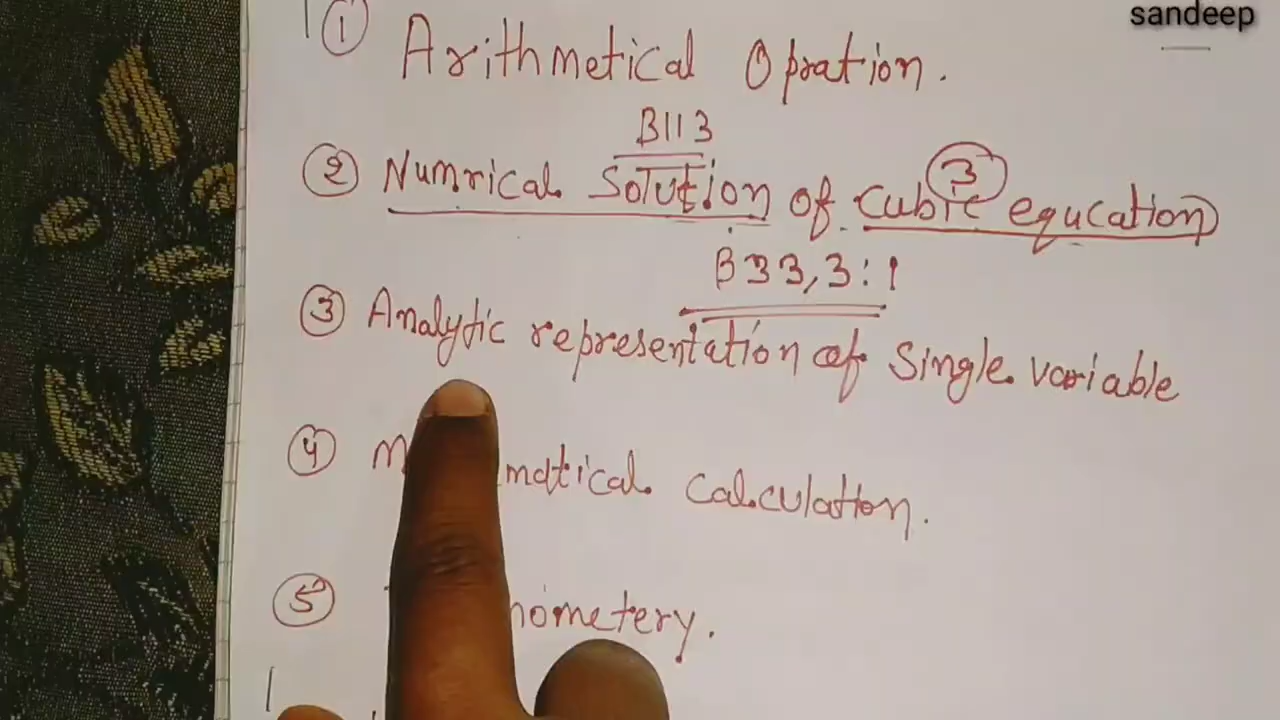 sandeep
① Arithmetical Opration.
B113
② Numrical Solution of cubic equcation
3
B33,3:1
③ Analytic representation of Single variable
④ matical calculation.
⑤ nometery.